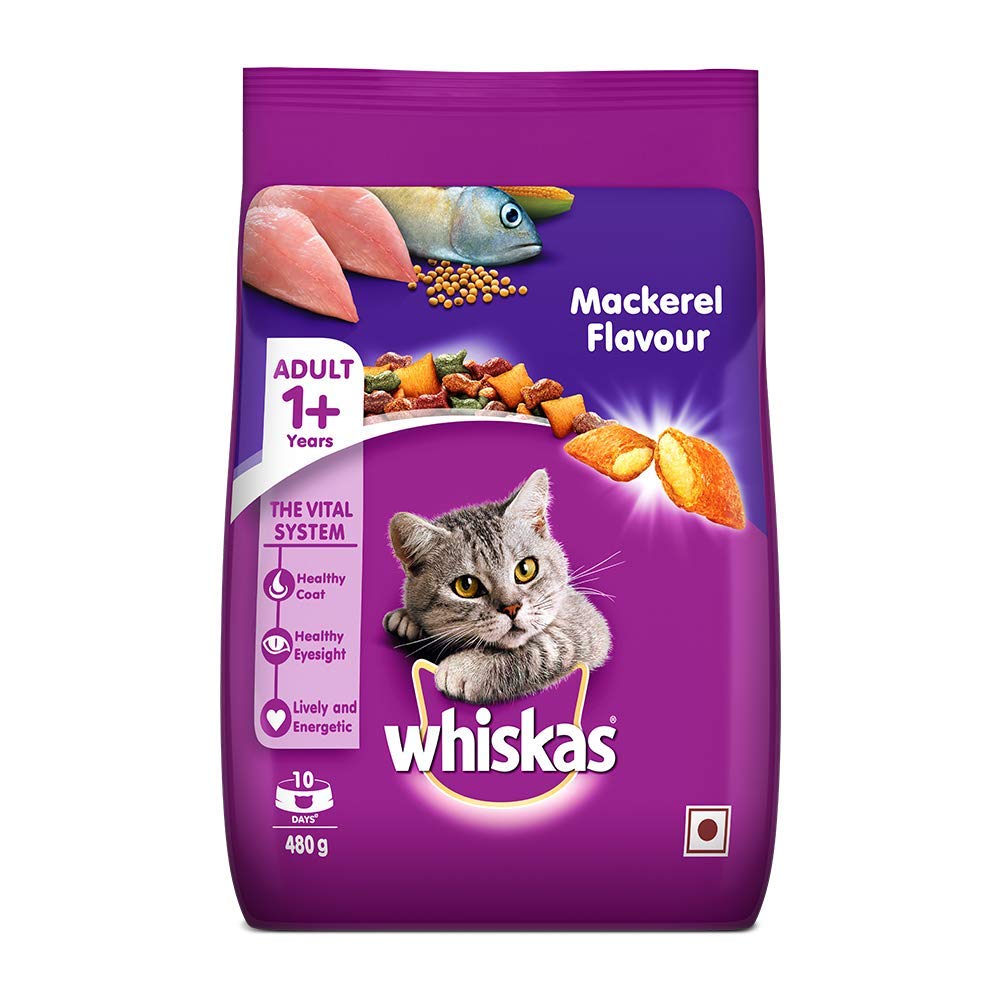 Mackerel
Flavour
ADULT
1+
Years
THE VITAL
SYSTEM
Healthy
Coat
Healthy
Eyesight
Lively and
Energetic
whiskas®
10
DAYS
480 g